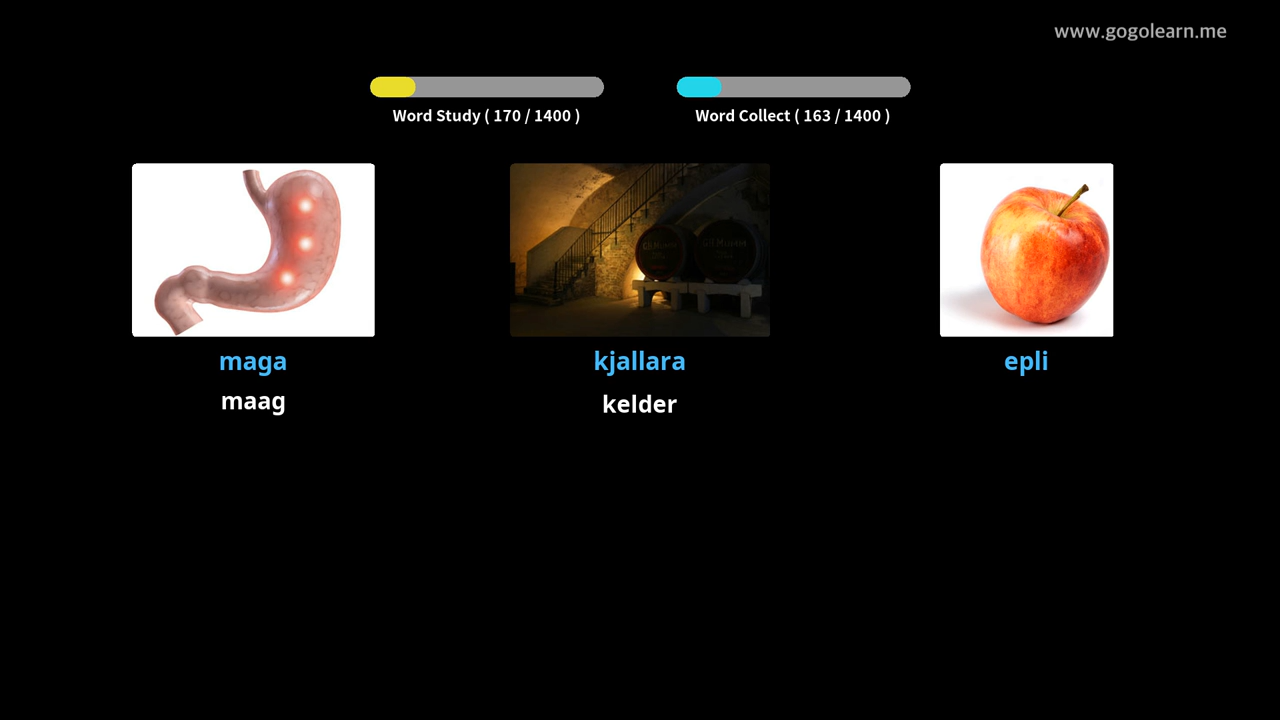 www.gogolearn.me
Word Study ( 170 / 1400 )
Word Collect ( 163 / 1400 )
maga
maag
kjallara
kelder
epli